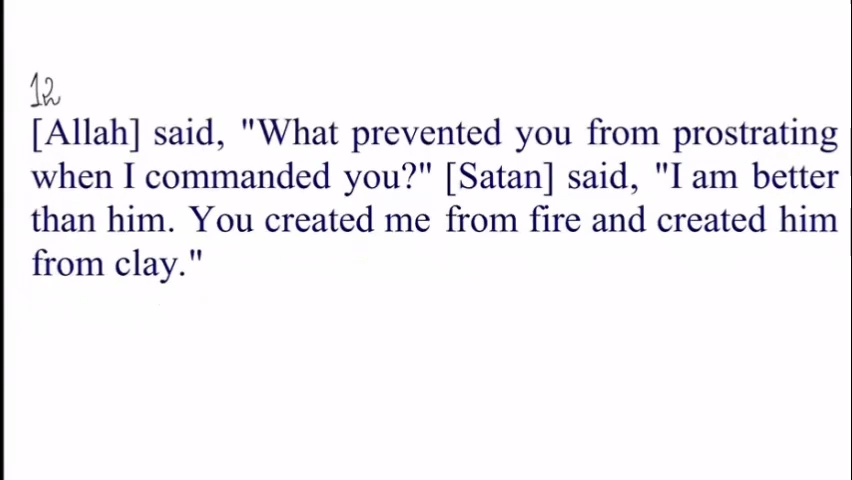 12
[Allah] said, "What prevented you from prostrating
when I commanded you?" [Satan] said, "I am better
than him. You created me from fire and created him
from clay."